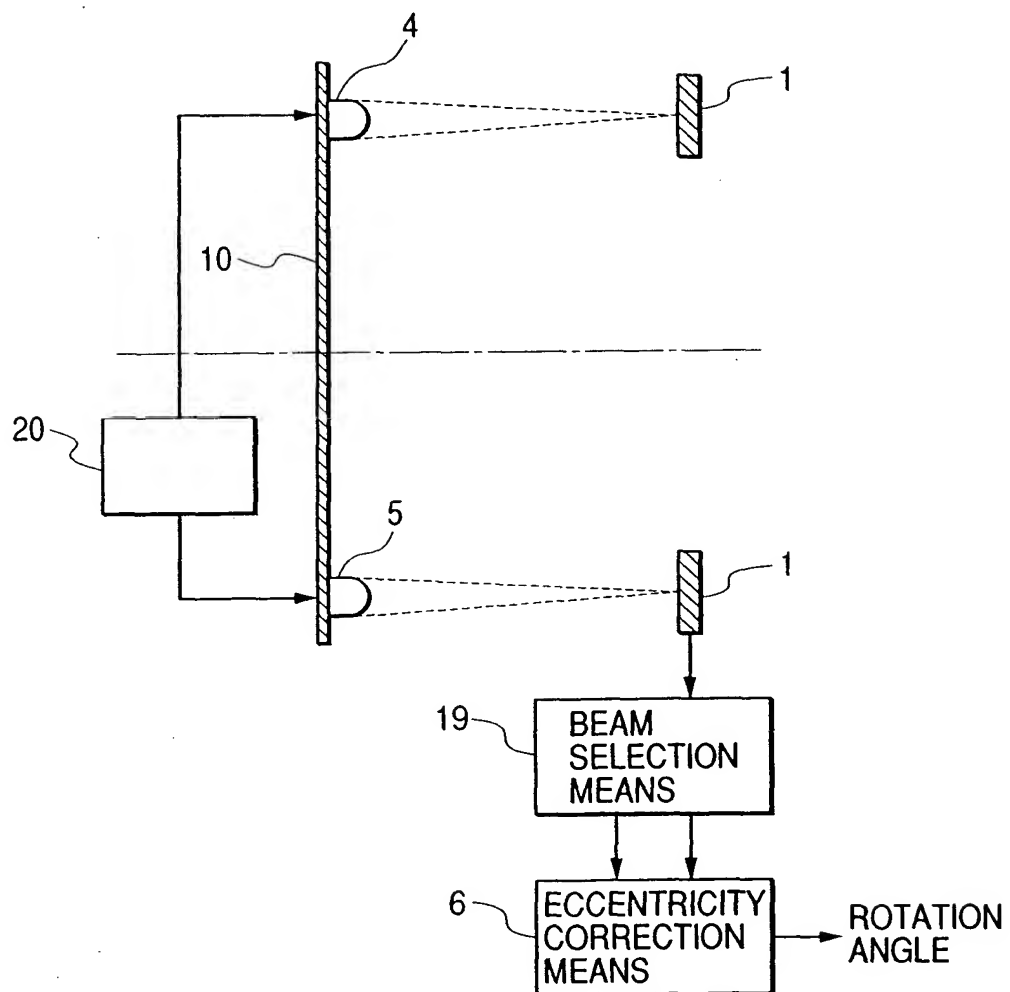 4
1
10
20
5
1
19
BEAM
SELECTION
MEANS
6
ECCENTRICITY
CORRECTION
MEANS
ROTATION
ANGLE